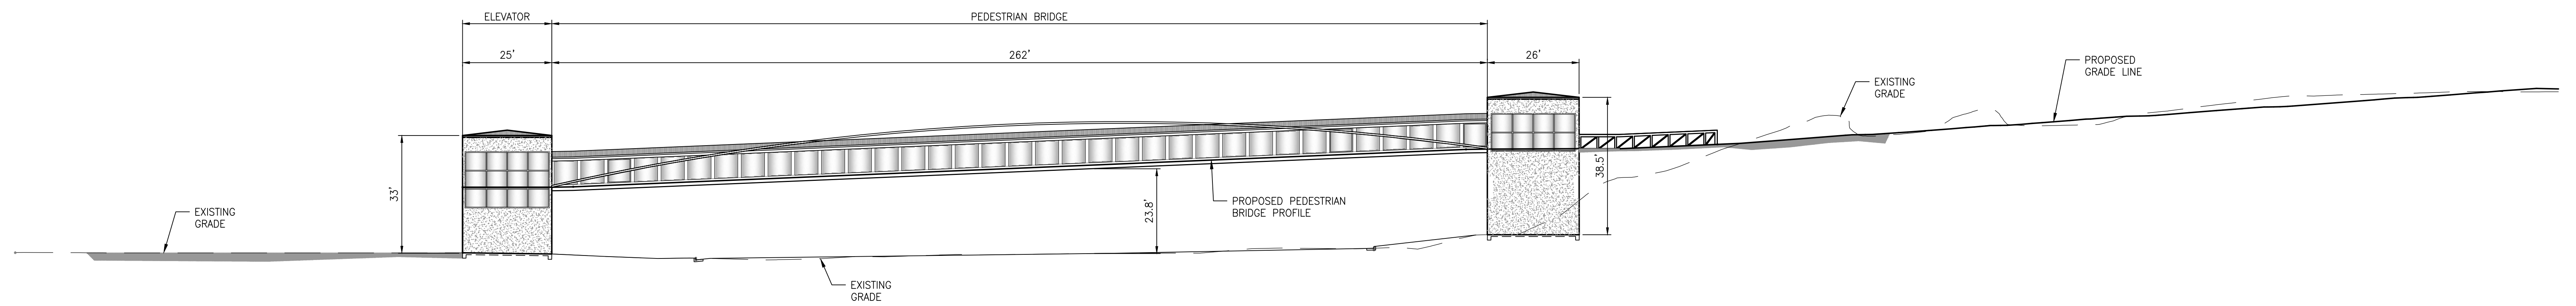 ELEVATOR
PEDESTRIAN BRIDGE
25'
262'
26'
33'
23.8'
38.5'
EXISTING
GRADE
EXISTING
GRADE
PROPOSED PEDESTRIAN
BRIDGE PROFILE
EXISTING
GRADE
PROPOSED
GRADE LINE